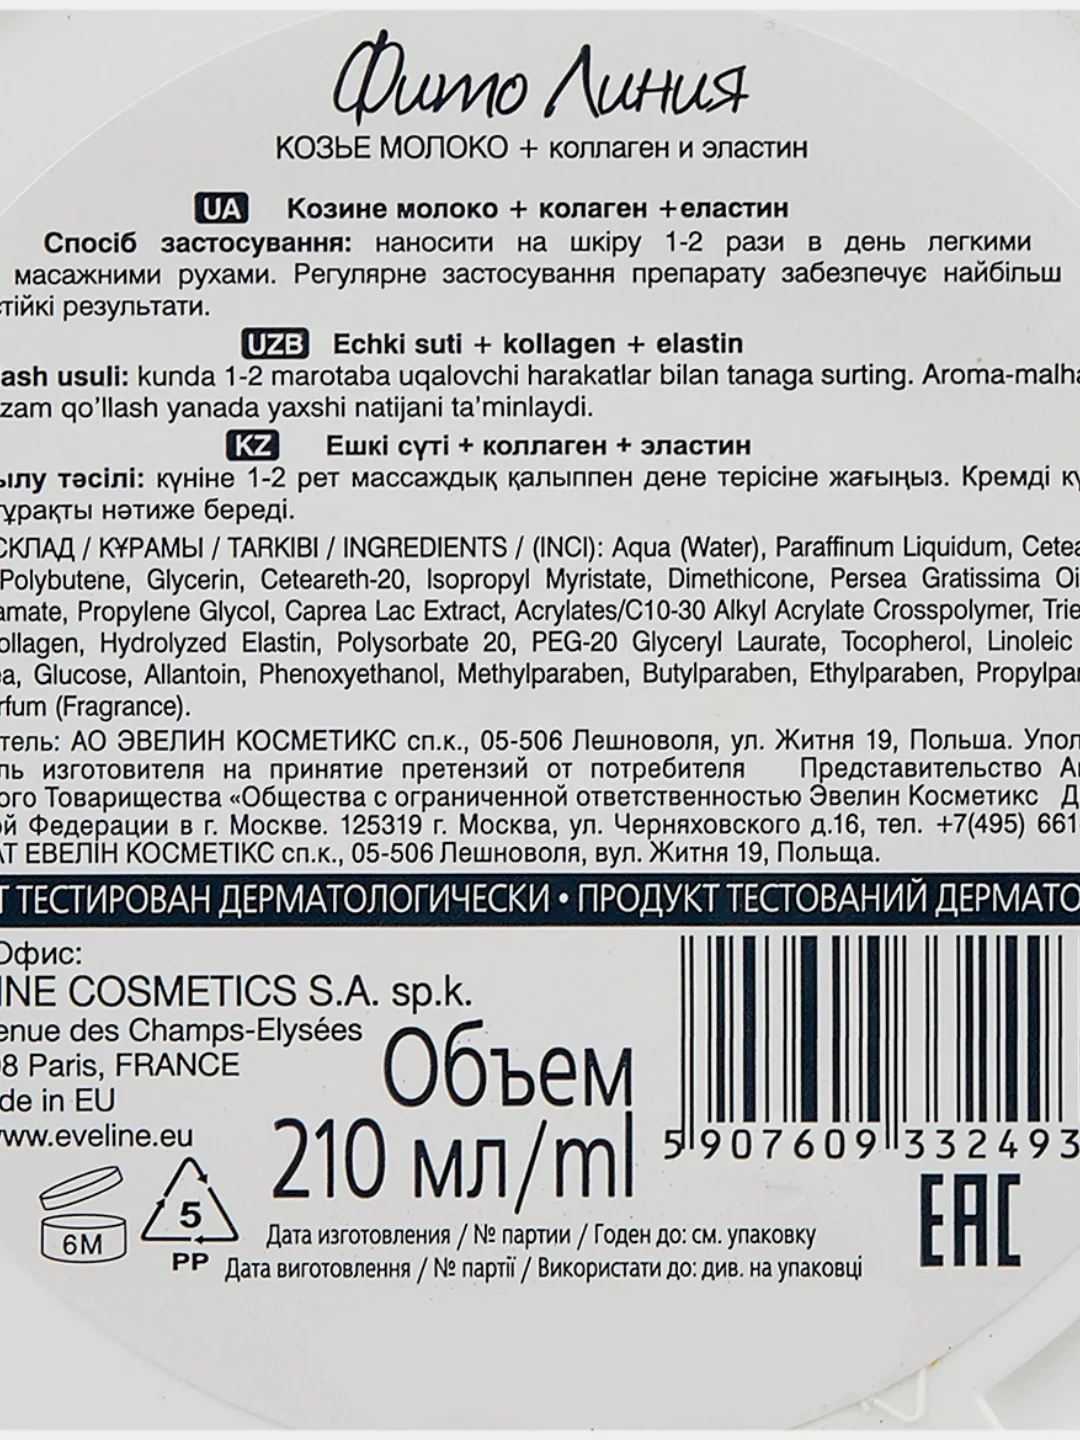 Фито Линия
КОЗЬЕ МОЛОКО + коллаген и эластин
UA Козине молоко + колаген +еластин
Спосіб застосування: наносити на шкіру 1-2 рази в день легкими
масажними рухами. Регулярне застосування препарату забезпечує найбільш
тійкі результати.
UZB Echki suti + kollagen + elastin
ash usuli: kunda 1-2 marotaba uqalovchi harakatlar bilan tanaga surting. Aroma-malha
zam qo’llash yanada yaxshi natijani ta’minlaydi.
KZ Ешкі сүті + коллаген + эластин
ылу тәсілі: күніне 1-2 рет массаждық қалыппен дене терісіне жағыңыз. Кремді кү
тұрақты нәтиже береді.
СКЛАД / ҚҰРАМЫ / TARKIBI / INGREDIENTS / (INCI): Aqua (Water), Paraffinum Liquidum, Cetea
Polybutene, Glycerin, Ceteareth-20, Isopropyl Myristate, Dimethicone, Persea Gratissima Oi
amate, Propylene Glycol, Caprea Lac Extract, Acrylates/C10-30 Alkyl Acrylate Crosspolymer, Trie
ollagen, Hydrolyzed Elastin, Polysorbate 20, PEG-20 Glyceryl Laurate, Tocopherol, Linoleic
ea, Glucose, Allantoin, Phenoxyethanol, Methylparaben, Butylparaben, Ethylparaben, Propylpar
rfum (Fragrance).
тель: АО ЭВЕЛИН КОСМЕТИКС сп.к., 05-506 Лешноволя, ул. Житня 19, Польша. Упол
ль изготовителя на принятие претензий от потребителя Представительство А
ого Товарищества «Общества с ограниченной ответственностью Эвелин Косметикс Д
ой Федерации в г. Москве. 125319 г. Москва, ул. Черняховского д.16, тел. +7(495) 661
АТ ЕВЕЛІН КОСМЕТІКС сп.к., 05-506 Лешноволя, вул. Житня 19, Польща.
Т ТЕСТИРОВАН ДЕРМАТОЛОГИЧЕСКИ • ПРОДУКТ ТЕСТОВАНИЙ ДЕРМАТО
Офис:
INE COSMETICS S.A. sp.k.
enue des Champs-Elysées
08 Paris, FRANCE
de in EU
www.eveline.eu
Объем
210 мл/ml
5 907609 332493
6M
5
PP
EAC
Дата изготовления / № партии / Годен до: см. упаковку
Дата виготовлення / № партії / Використати до: див. на упаковці